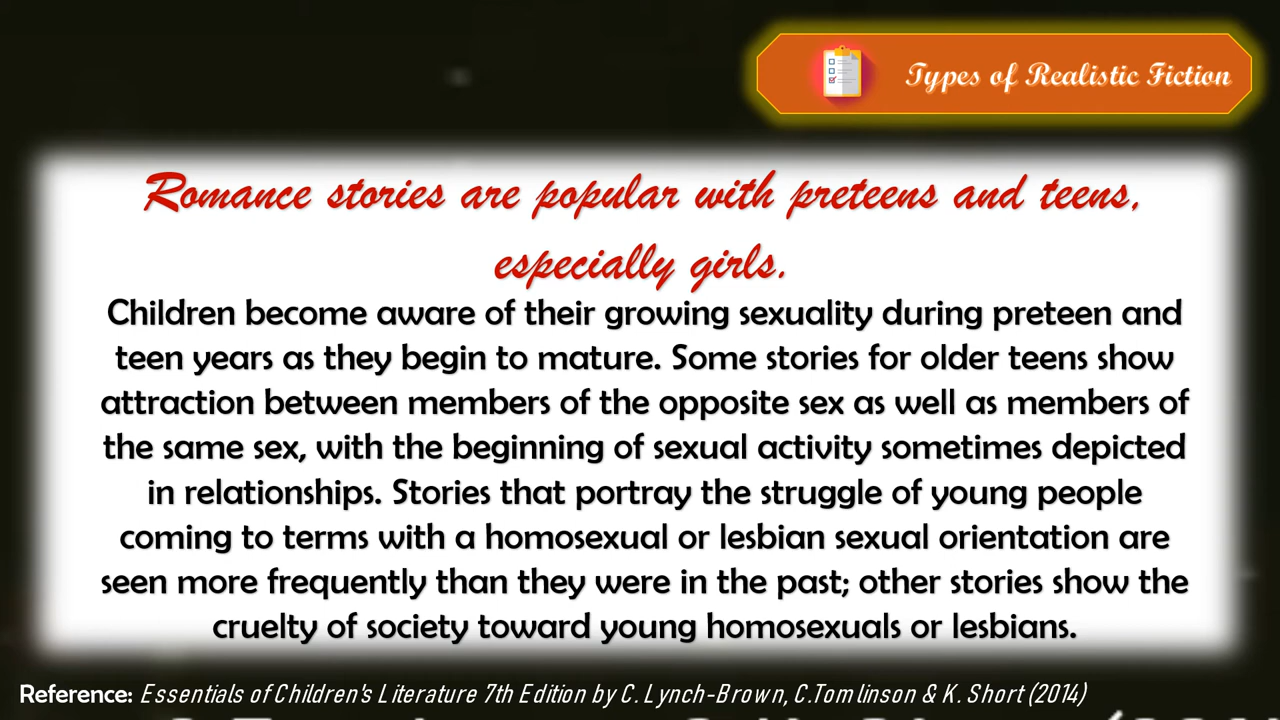 Types of Realistic Fiction
Romance stories are popular with preteens and teens,
especially girls.
Children become aware of their growing sexuality during preteen and
teen years as they begin to mature. Some stories for older teens show
attraction between members of the opposite sex as well as members of
the same sex, with the beginning of sexual activity sometimes depicted
in relationships. Stories that portray the struggle of young people
coming to terms with a homosexual or lesbian sexual orientation are
seen more frequently than they were in the past; other stories show the
cruelty of society toward young homosexuals or lesbians.
Reference: Essentials of Children's Literature 7th Edition by C. Lynch-Brown, C.Tomlinson & K. Short (2014)